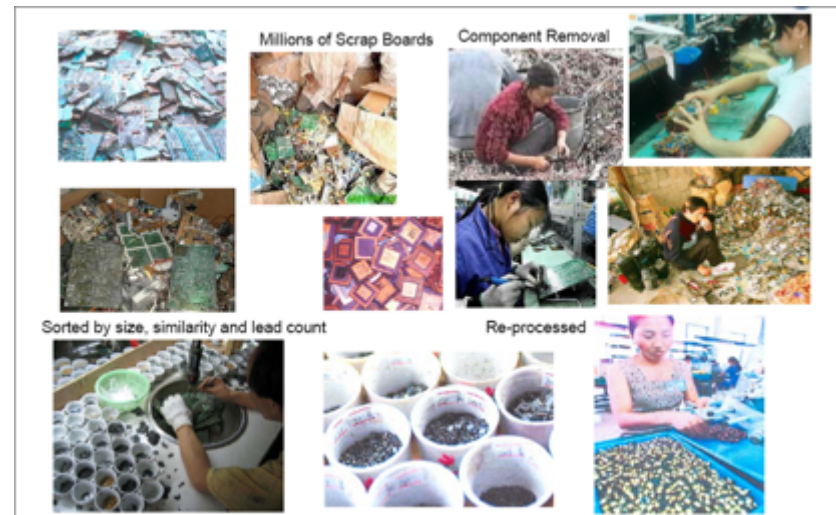 Millions of Scrap Boards
Component Removal
Sorted by size, similarity and lead count
Re-processed